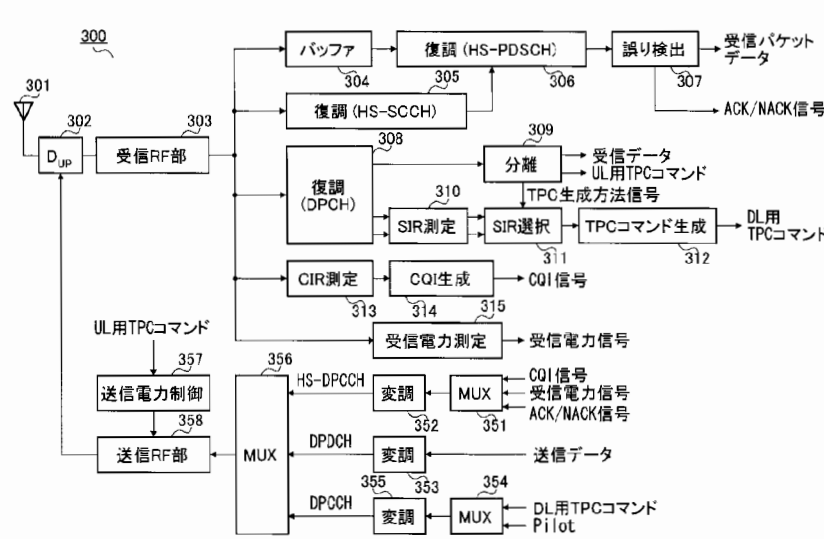 300
301
302
303
D_UP
受信RF部
バッファ
304
復調(HS-PDSCH)
306
誤り検出
307
受信パケット
データ
ACK/NACK信号
305
復調(HS-SCCH)
308
復調
(DPCH)
309
分離
受信データ
UL用TPCコマンド
TPC生成方法信号
310
SIR測定
SIR選択
311
TPCコマンド生成
312
DL用
TPCコマンド
CIR測定
313
CQI生成
314
CQI信号
315
受信電力測定
受信電力信号
UL用TPCコマンド
357
送信電力制御
358
送信RF部
356
MUX
HS-DPCCH
変調
352
MUX
351
CQI信号
受信電力信号
ACK/NACK信号
DPDCH
変調
353
送信データ
DPCCH
355
変調
354
MUX
DL用TPCコマンド
Pilot